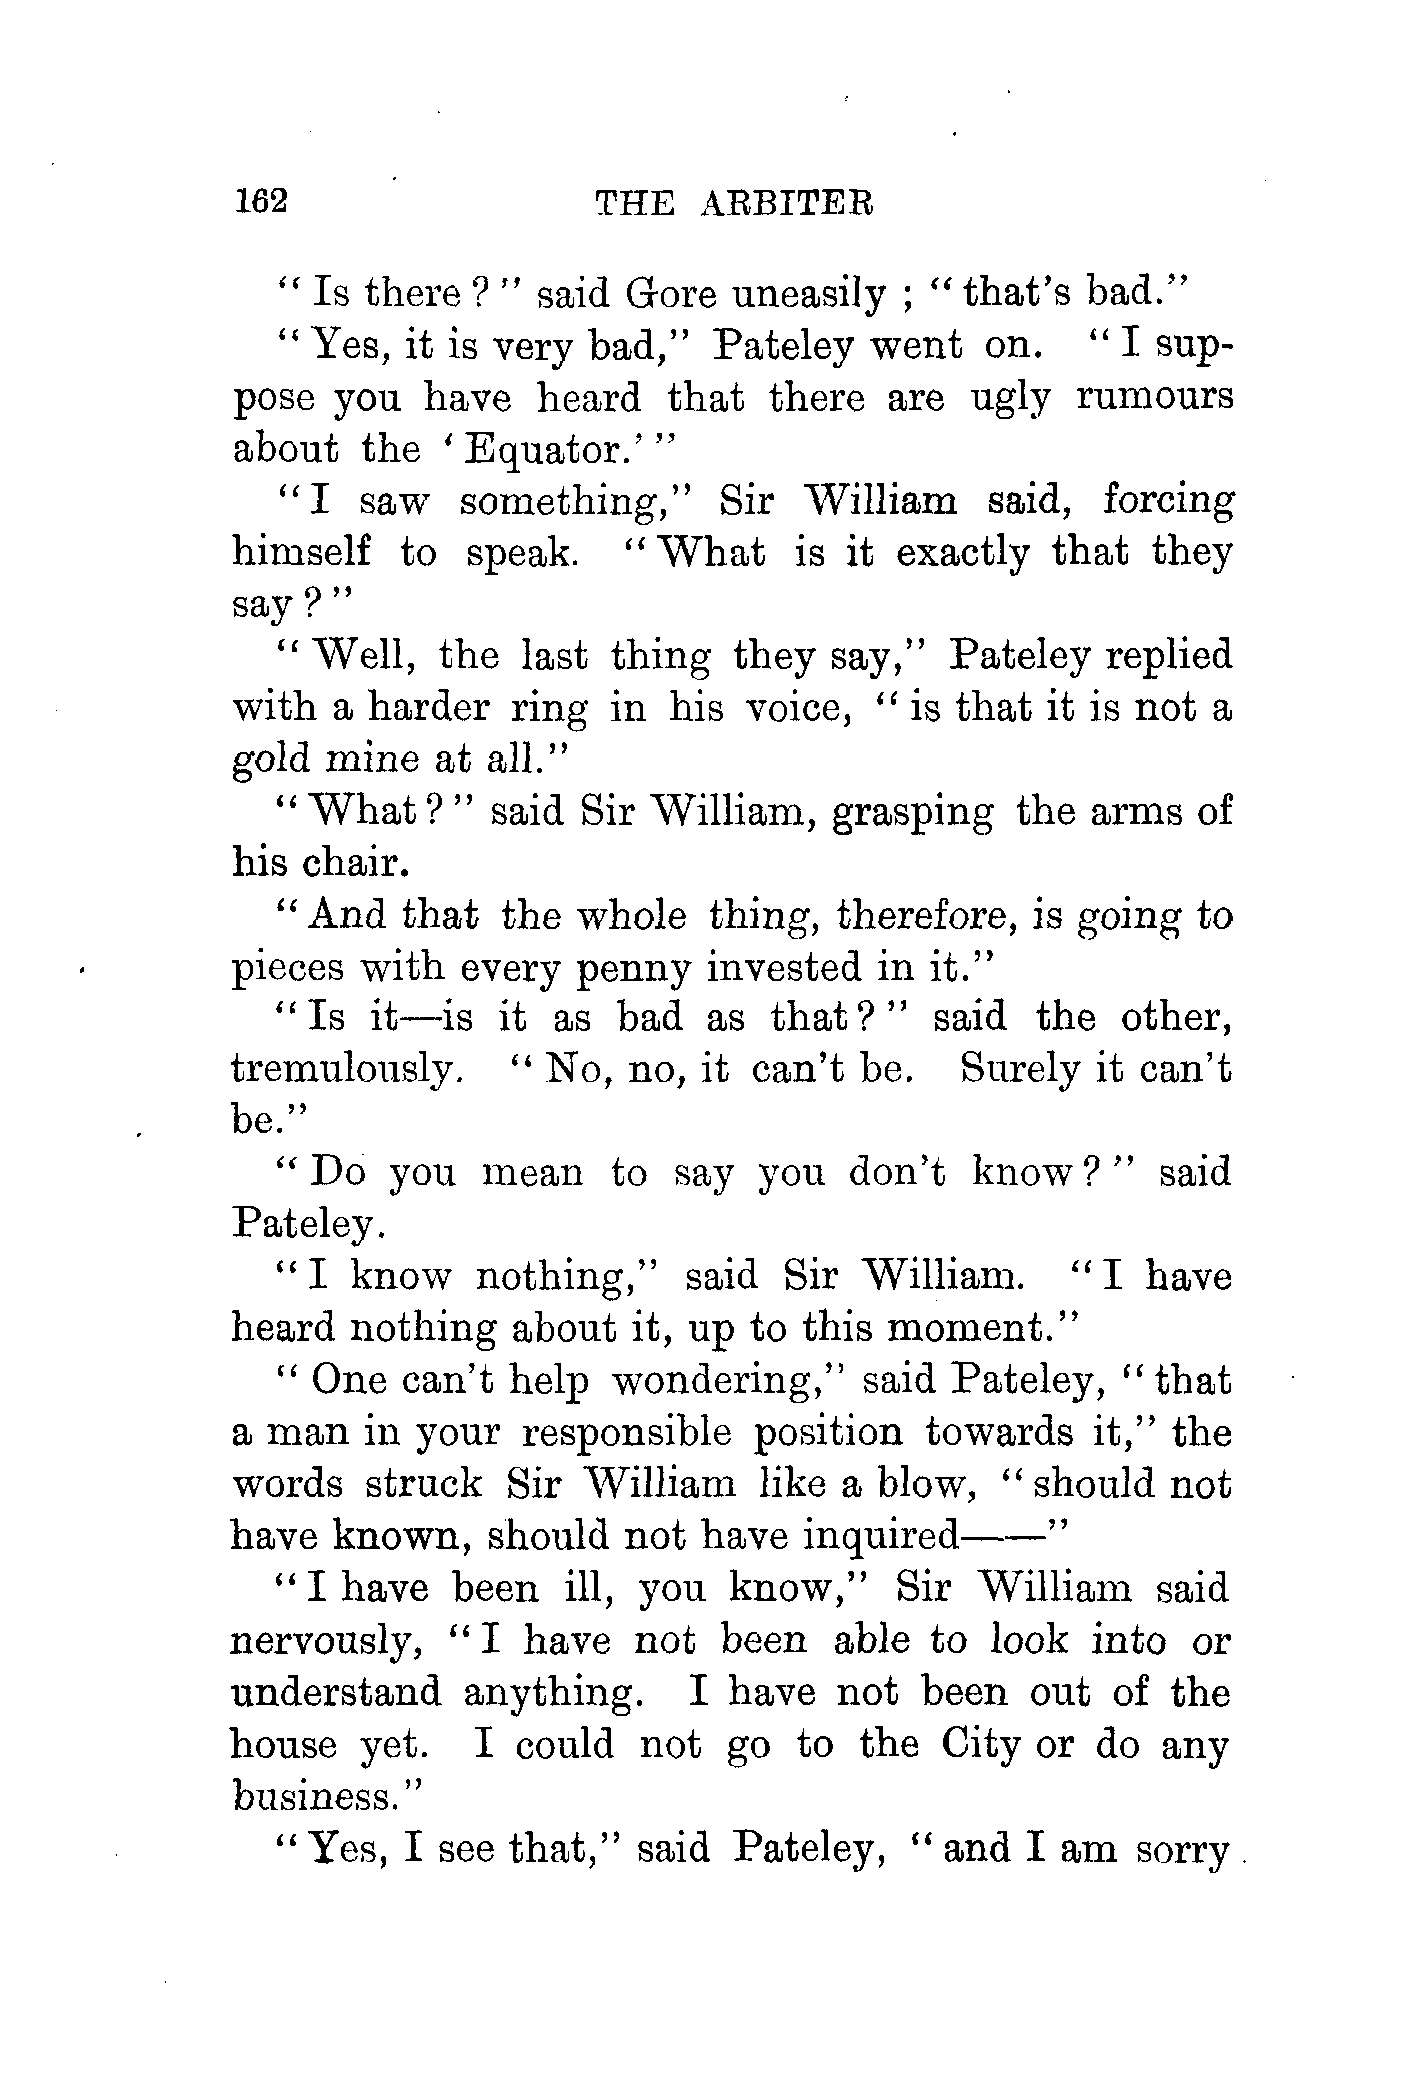 162 THE ARBITER
“ Is there ? ” said Gore uneasily ; “ that’s bad.”
“ Yes, it is very bad,” Pateley went on. “ I sup-
pose you have heard that there are ugly rumours
about the ‘ Equator.’ ”
“ I saw something,” Sir William said, forcing
himself to speak. “ What is it exactly that they
say ? ”
“ Well, the last thing they say,” Pateley replied
with a harder ring in his voice, “ is that it is not a
gold mine at all.”
“ What ? ” said Sir William, grasping the arms of
his chair.
“ And that the whole thing, therefore, is going to
pieces with every penny invested in it.”
“ Is it—is it as bad as that ? ” said the other,
tremulously. “ No, no, it can’t be. Surely it can’t
be.”
“ Do you mean to say you don’t know ? ” said
Pateley.
“ I know nothing,” said Sir William. “ I have
heard nothing about it, up to this moment.”
“ One can’t help wondering,” said Pateley, “ that
a man in your responsible position towards it,” the
words struck Sir William like a blow, “ should not
have known, should not have inquired——”
“ I have been ill, you know,” Sir William said
nervously, “ I have not been able to look into or
understand anything. I have not been out of the
house yet. I could not go to the City or do any
business.”
“ Yes, I see that,” said Pateley, “ and I am sorry